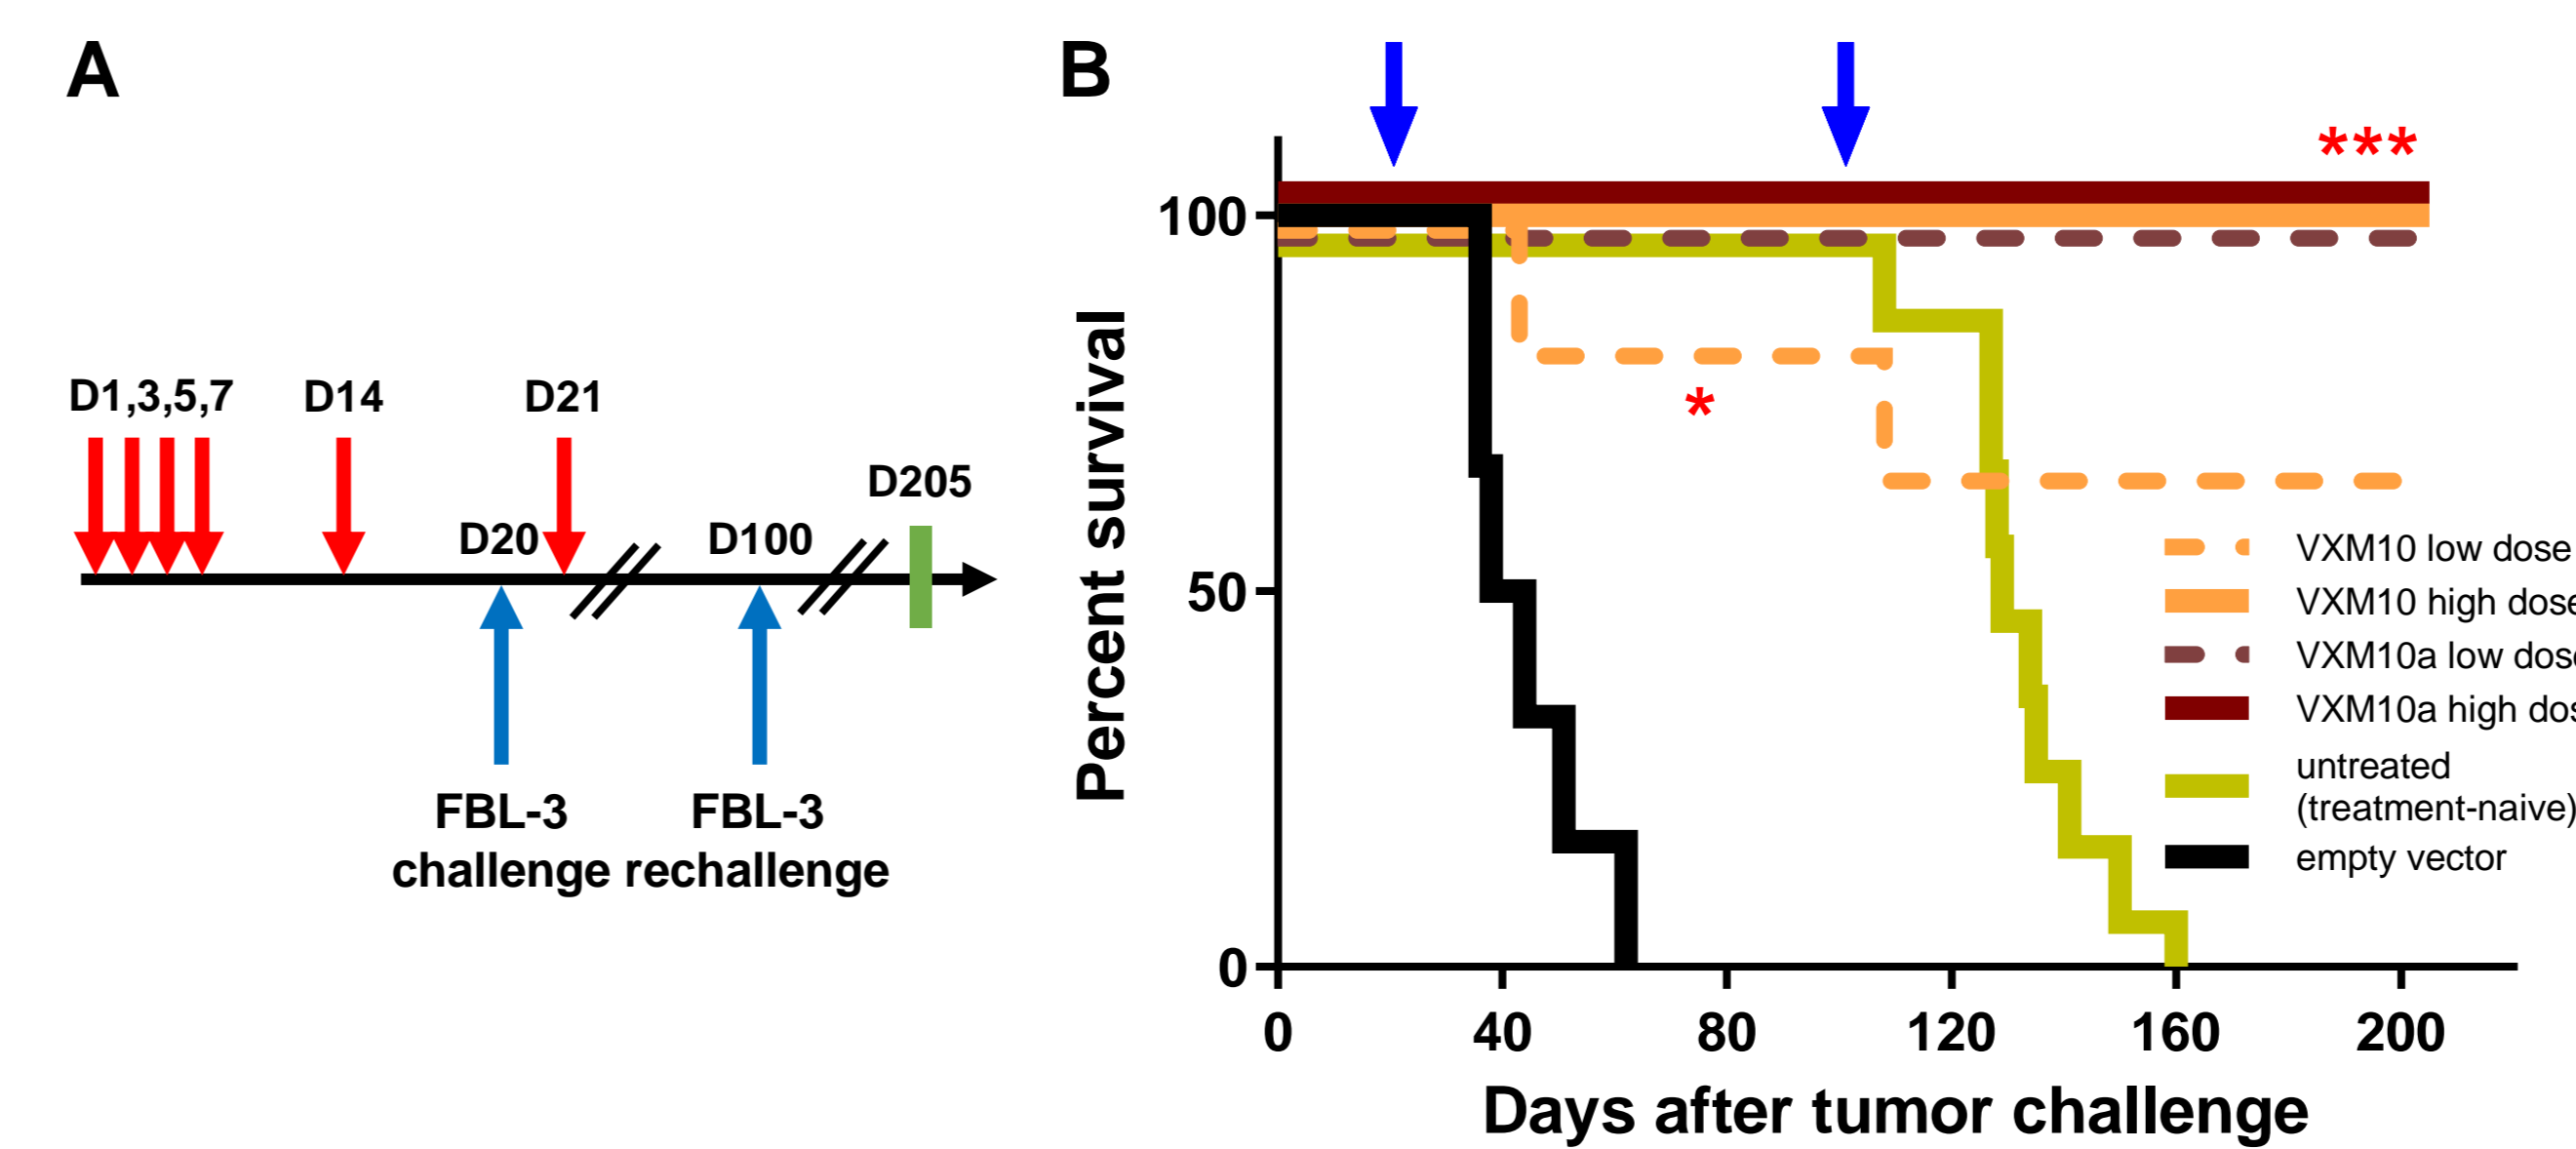 A
D1,3,5,7
D14
D21
D205
D20
D100
FBL-3
challenge
FBL-3
rechallenge
B
***
*
100
50
0
Percent survival
0
40
80
120
160
200
Days after tumor challenge
VXM10 low dose
VXM10 high dose
VXM10a low dose
VXM10a high dos
untreated
(treatment-naive)
empty vector